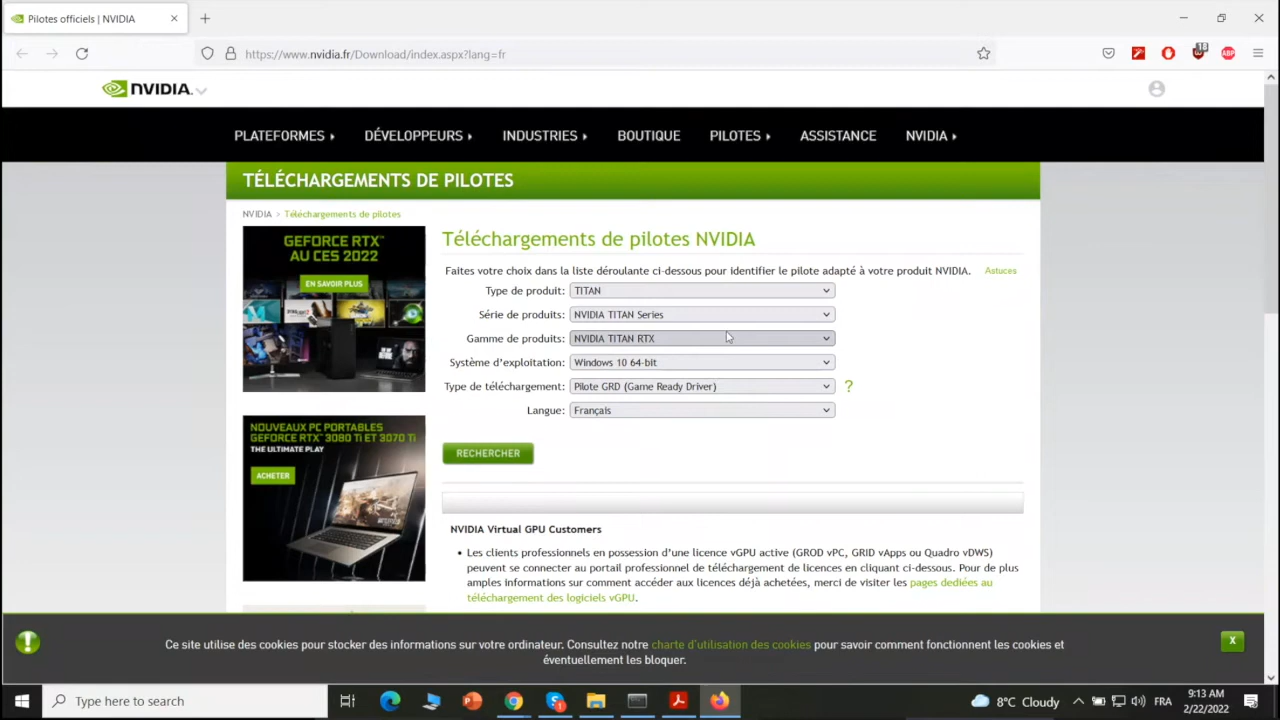 Pilotes officiels | NVIDIA
https://www.nvidia.fr/Download/index.aspx?lang=fr
18
ABP
NVIDIA.
PLATEFORMES
DÉVELOPPEURS
INDUSTRIES
BOUTIQUE
PILOTES
ASSISTANCE
NVIDIA
TÉLÉCHARGEMENTS DE PILOTES
NVIDIA > Téléchargements de pilotes
GEFORCE RTX™
AU CES 2022
EN SAVOIR PLUS
NOUVEAUX PC PORTABLES
GEFORCE RTX™ 3080 Ti ET 3070 Ti
THE ULTIMATE PLAY
ACHETER
Téléchargements de pilotes NVIDIA
Faites votre choix dans la liste déroulante ci-dessous pour identifier le pilote adapté à votre produit NVIDIA.
Astuces
Type de produit: TITAN
Série de produits: NVIDIA TITAN Series
Gamme de produits: NVIDIA TITAN RTX
Système d'exploitation: Windows 10 64-bit
Type de téléchargement: Pilote GRD (Game Ready Driver) ?
Langue: Français
RECHERCHER
NVIDIA Virtual GPU Customers
• Les clients professionnels en possession d'une licence vGPU active (GROD vPC, GRID vApps ou Quadro vDWS)
peuvent se connecter au portail professionnel de téléchargement de licences en cliquant ci-dessous. Pour de plus
amples informations sur comment accéder aux licences déjà achetées, merci de visiter les pages dediées au
téléchargement des logiciels vGPU.
Ce site utilise des cookies pour stocker des informations sur votre ordinateur. Consultez notre charte d'utilisation des cookies pour savoir comment fonctionnent les cookies et
éventuellement les bloquer.
X
Type here to search
8°C Cloudy
FRA
9:13 AM
2/22/2022